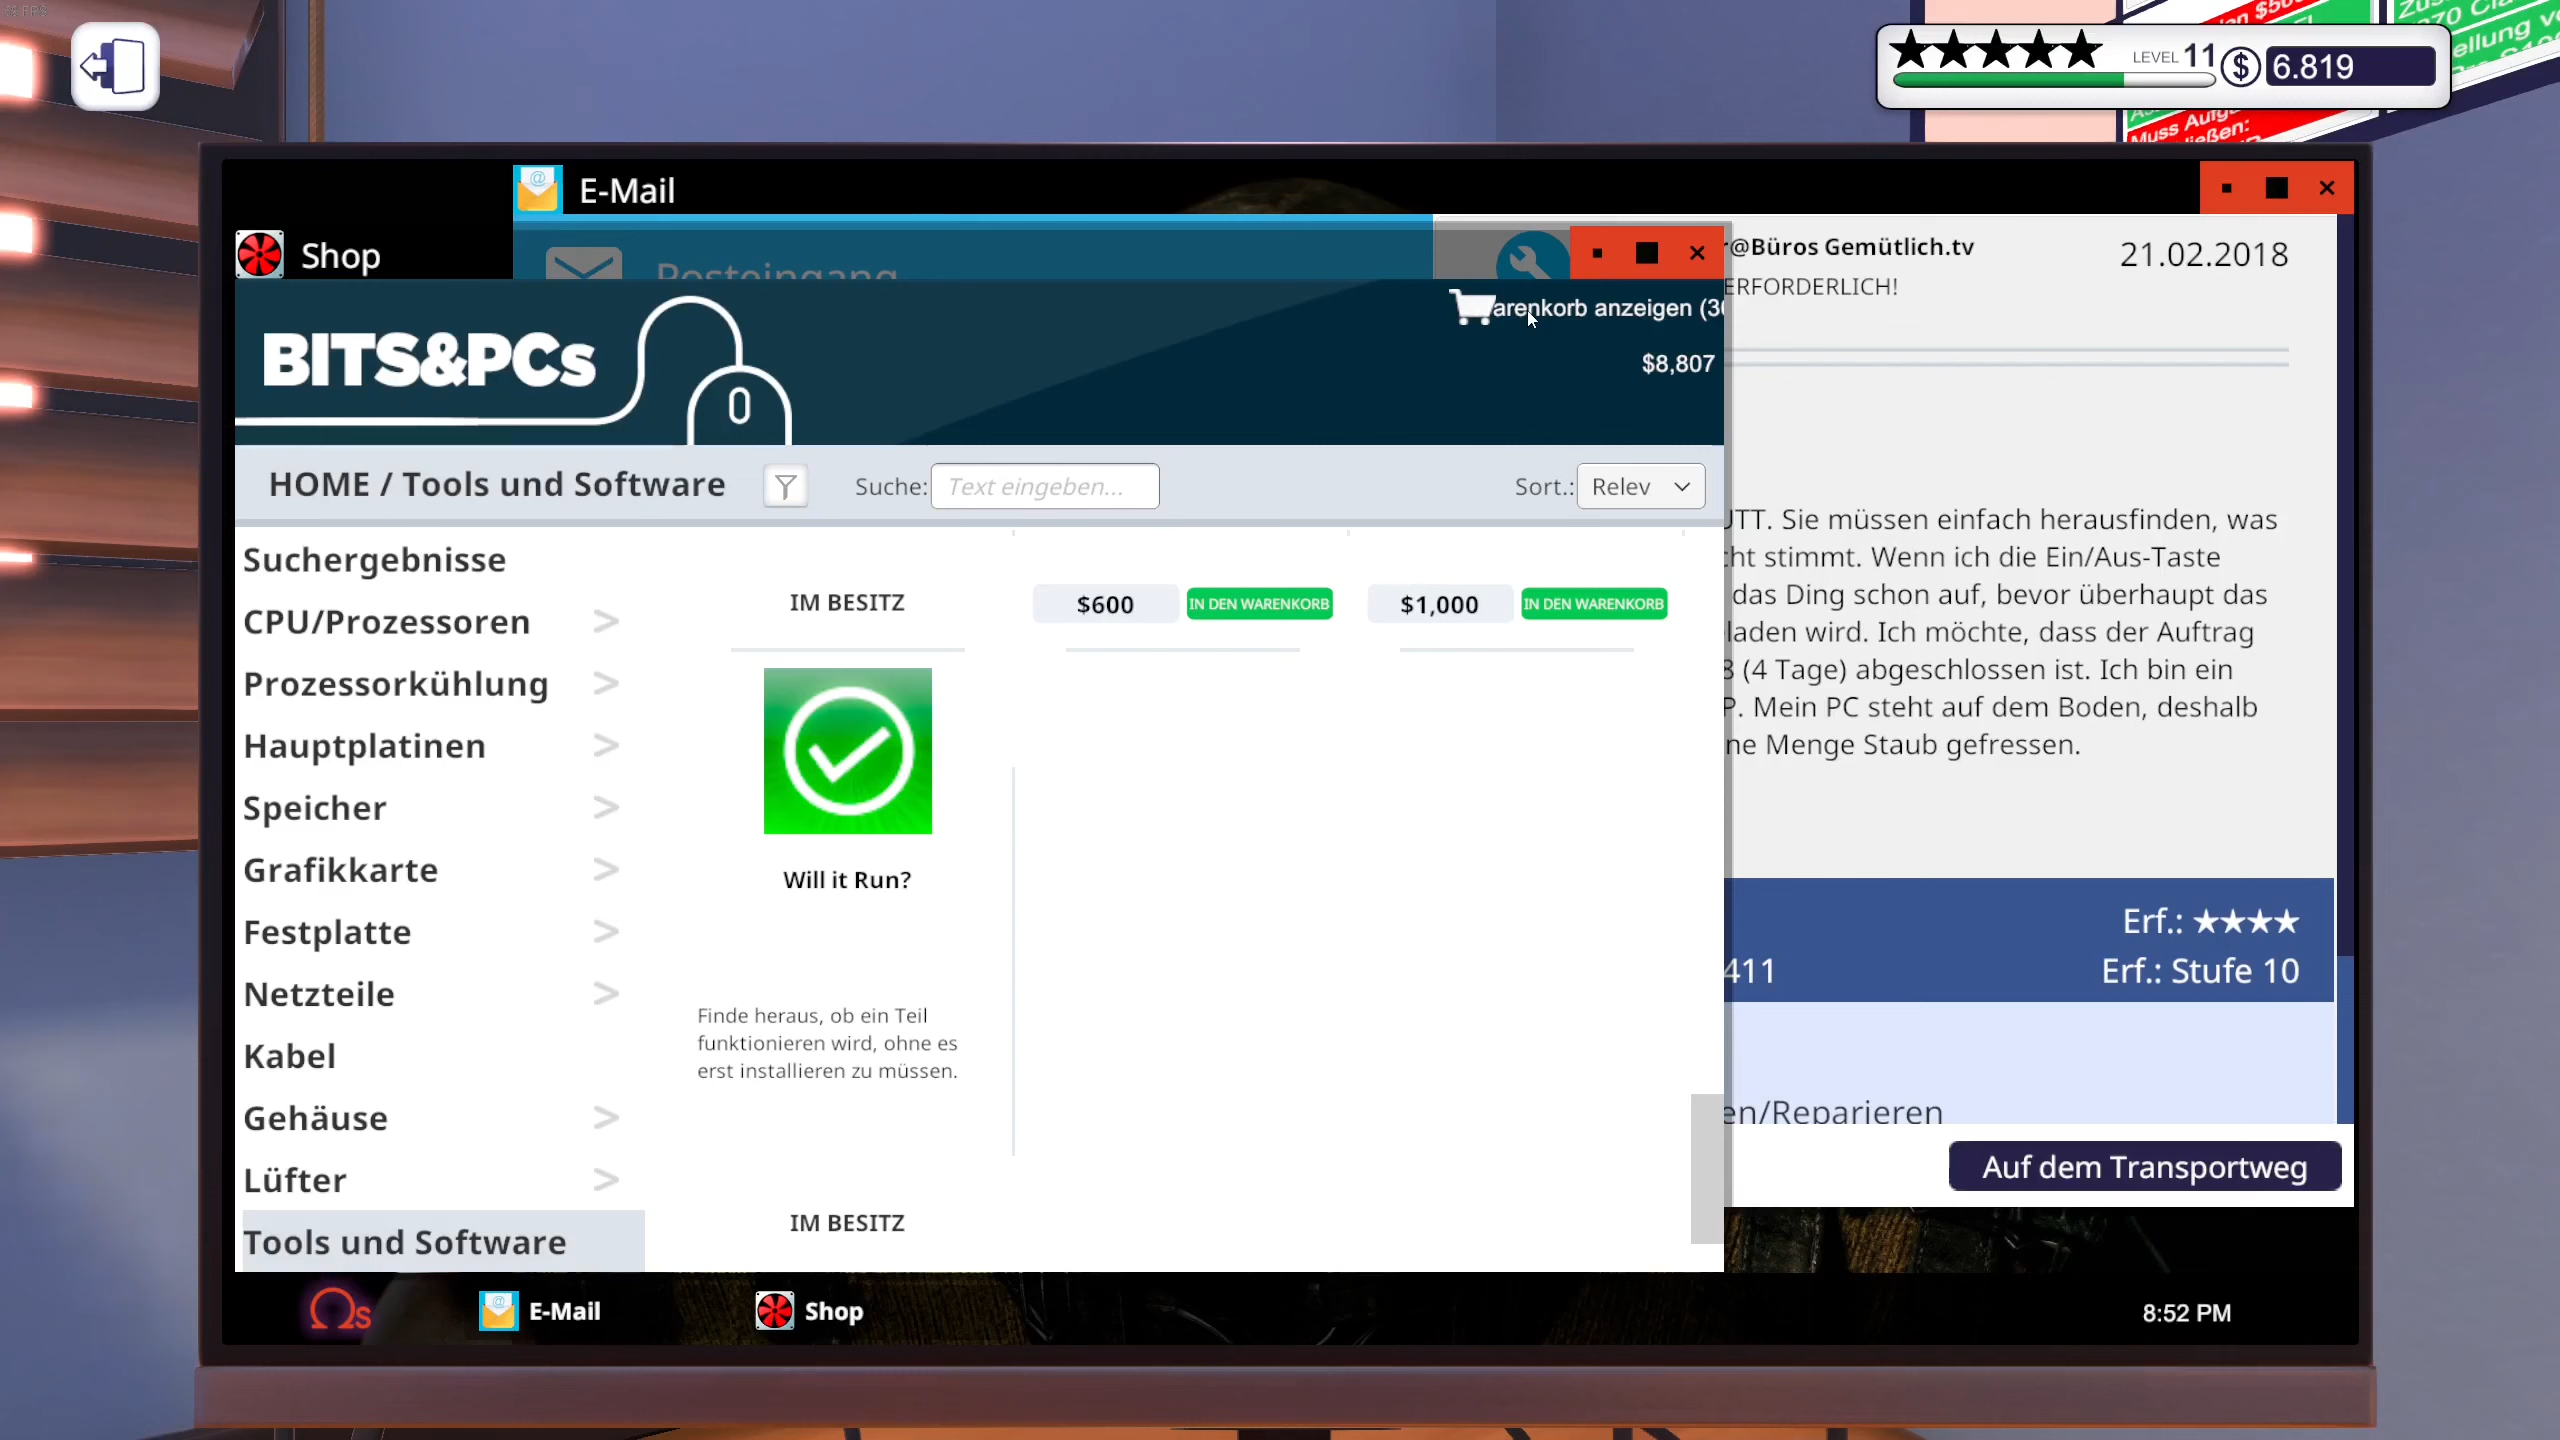 LEVEL 11
6.819
E-Mail
Shop
Posteingang
r@Büros Gemütlich.tv
21.02.2018
ERFORDERLICH!
arenkorb anzeigen (3
$8,807
BITS&PCs
HOME / Tools und Software
Suche:
Text eingeben...
Sort.:
Relev
Suchergebnisse
CPU/Prozessoren >
Prozessorkühlung >
Hauptplatinen >
Speicher >
Grafikkarte >
Festplatte >
Netzteile >
Kabel
Gehäuse >
Lüfter >
Tools und Software
IM BESITZ
$600
IN DEN WARENKORB
$1,000
IN DEN WARENKORB
Will it Run?
Finde heraus, ob ein Teil
funktionieren wird, ohne es
erst installieren zu müssen.
IM BESITZ
UTT. Sie müssen einfach herausfinden, was
cht stimmt. Wenn ich die Ein/Aus-Taste
das Ding schon auf, bevor überhaupt das
laden wird. Ich möchte, dass der Auftrag
8 (4 Tage) abgeschlossen ist. Ich bin ein
P. Mein PC steht auf dem Boden, deshalb
ne Menge Staub gefressen.
Erf.: ★★★★
411
Erf.: Stufe 10
en/Reparieren
Auf dem Transportweg
Ωs
E-Mail
Shop
8:52 PM